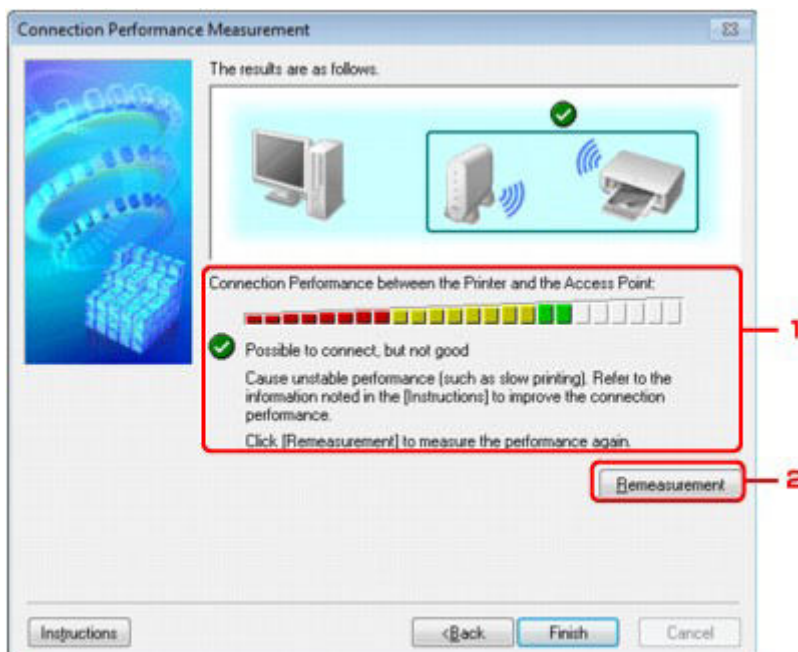 Connection Performance Measurement
The results are as follows.
Connection Performance between the Printer and the Access Point:
Possible to connect, but not good
Cause unstable performance (such as slow printing). Refer to the
information noted in the [Instructions] to improve the connection
performance.
Click [Remeasurement] to measure the performance again.
1
Remeasurement
2
Instructions
<Back
Finish
Cancel